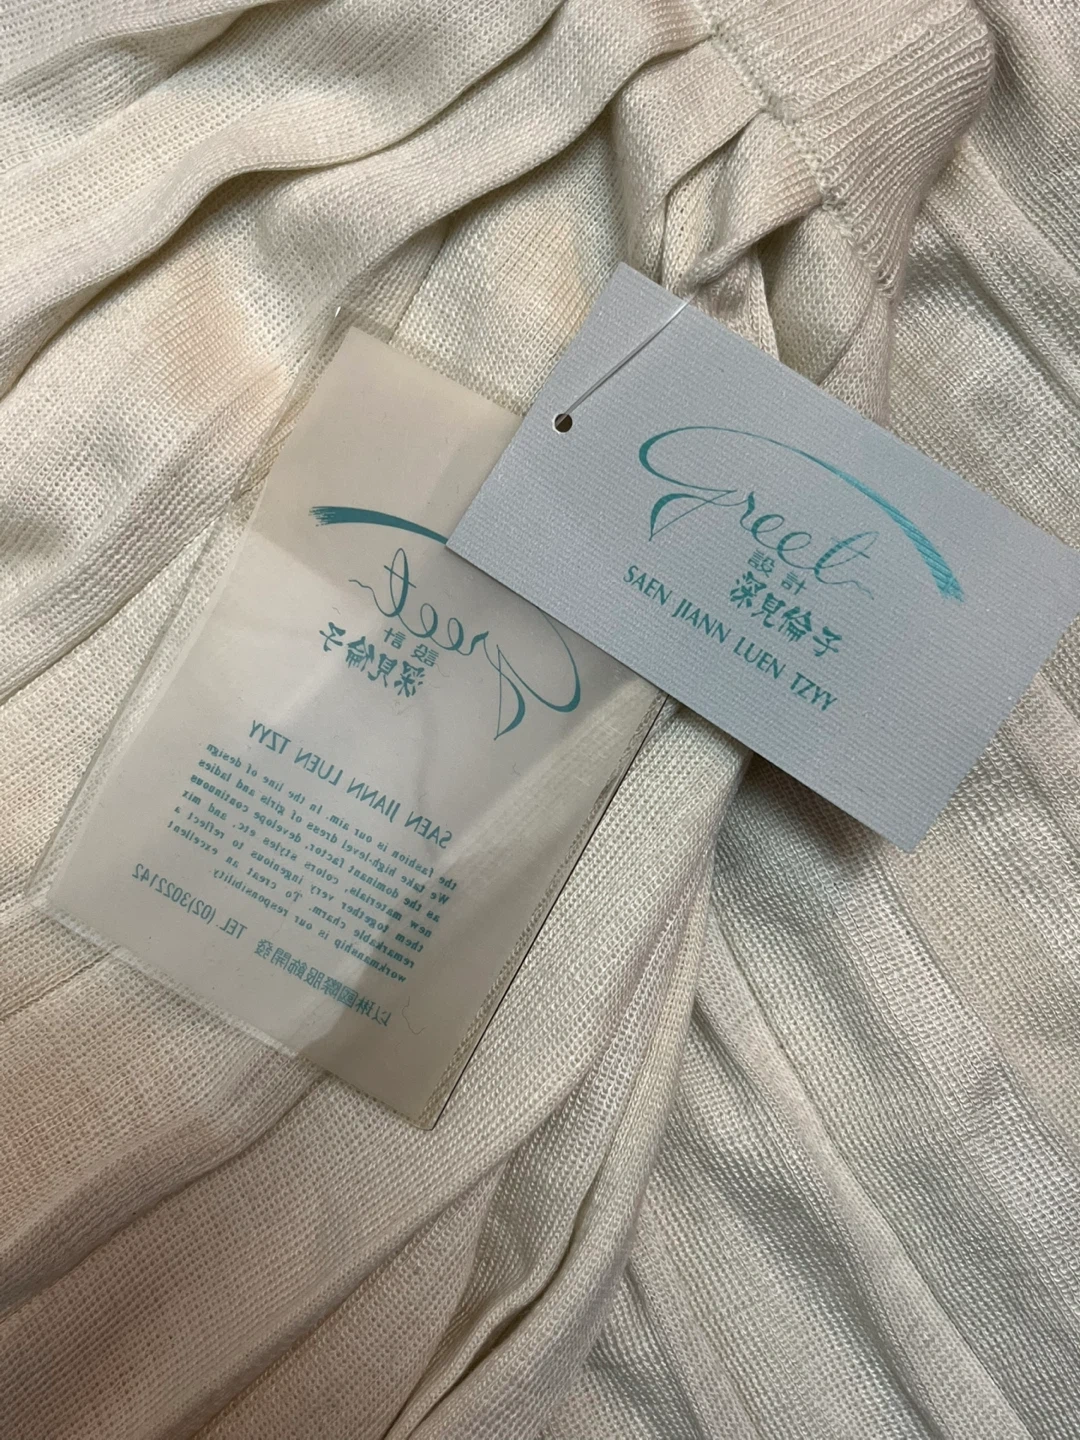 Greet
設計
深見倫子
SAEN JIANN LUEN TZYY
Greet
設計
深見倫子
SAEN JIANN LUEN TZYY
the fashion is our aim. In the line of design
We take high-level dress of girls and ladies
as the dominant factor, develope continuous
new materials, colors, styles etc. and mix
them together very ingenious to reflect a
remarkable charm. To creat an excellent
workmanship is our responsibility.
以琳國際服飾開發 TEL (02)3022142